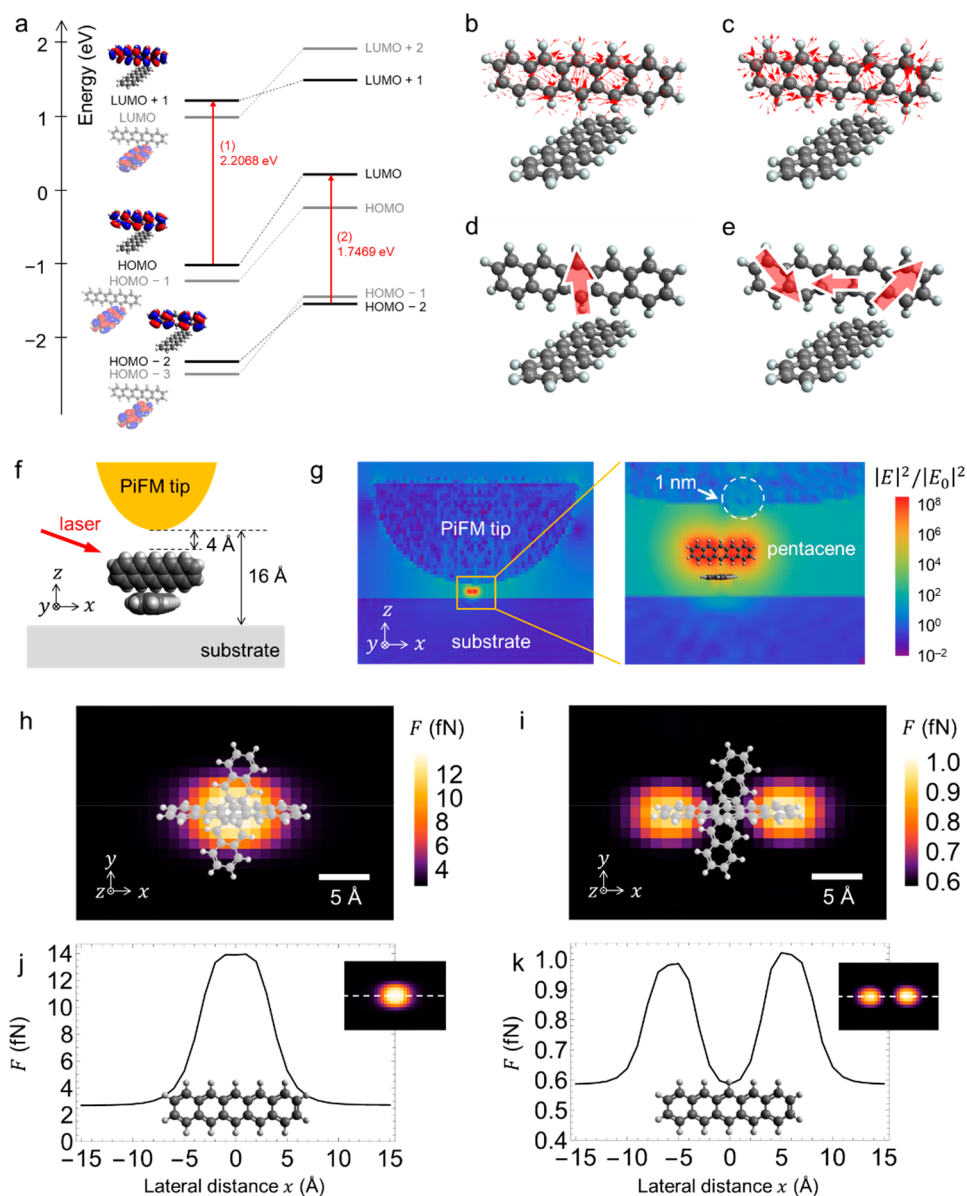 a
Energy (eV)
2
1
0
−1
−2
LUMO + 1
LUMO
HOMO
HOMO − 1
HOMO − 2
HOMO − 3
(1)
2.2068 eV
LUMO + 2
LUMO + 1
LUMO
HOMO
(2)
1.7469 eV
HOMO − 1
HOMO − 2
b
c
d
e
f
PiFM tip
laser
4 Å
16 Å
z
y
x
substrate
g
PiFM tip
z
y
x
substrate
1 nm
pentacene
|E|²/|E₀|²
10⁸
10⁶
10⁴
10²
10⁰
10⁻²
h
y
z
x
5 Å
F (fN)
12
10
8
6
4
i
y
z
x
5 Å
F (fN)
1.0
0.9
0.8
0.7
0.6
j
F (fN)
14
12
10
8
6
4
2
0
−15 −10 −5 0 5 10 15
Lateral distance x (Å)
k
F (fN)
1.0
0.9
0.8
0.7
0.6
0.5
0.4
−15 −10 −5 0 5 10 15
Lateral distance x (Å)